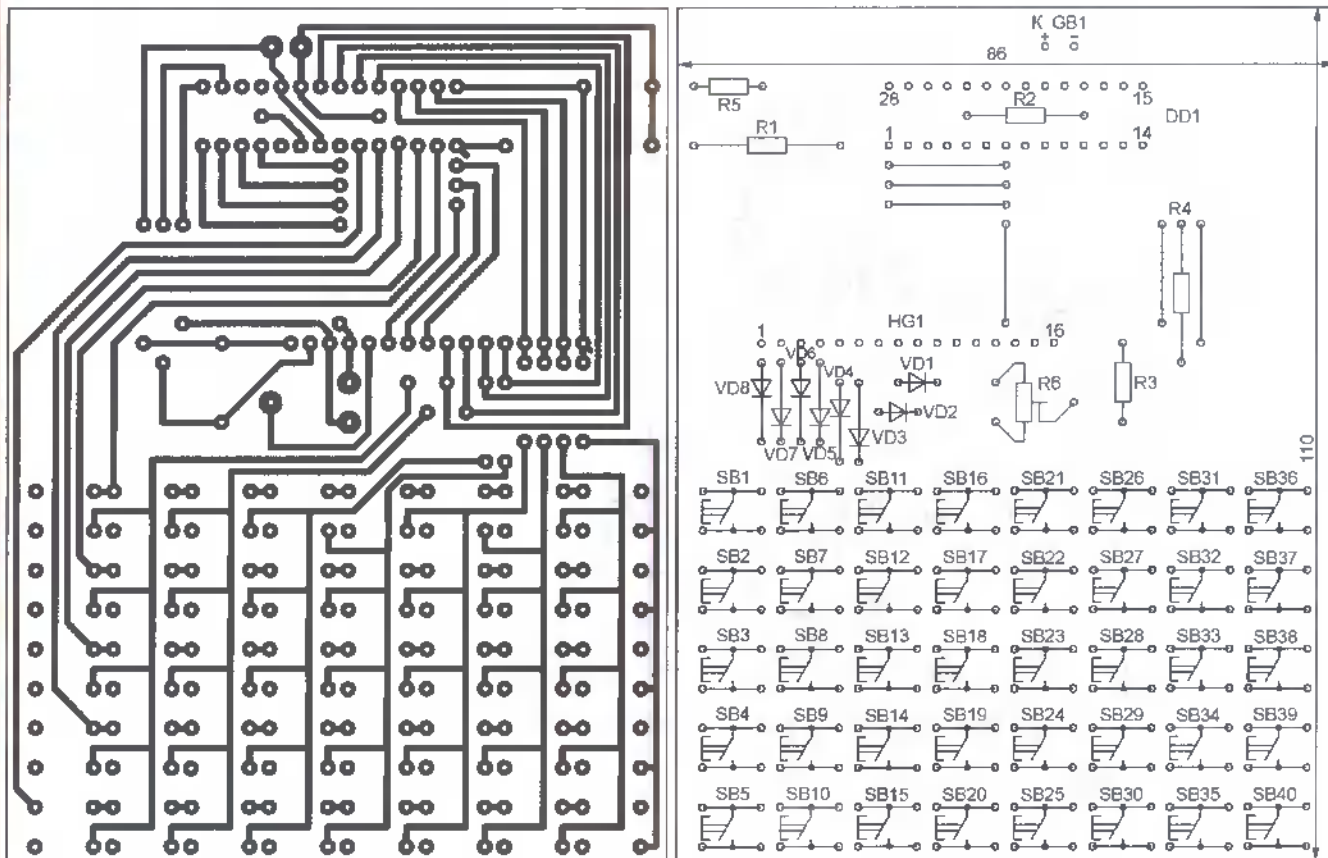 К GB1
+ −
86
R5
28
R2
15
DD1
R1
1
14
R4
HG1
1
16
VD6
VD8
VD4
VD1
R6
R3
VD2
VD3
VD7
VD5
110
SB1 SB6 SB11 SB16 SB21 SB26 SB31 SB36
SB2 SB7 SB12 SB17 SB22 SB27 SB32 SB37
SB3 SB8 SB13 SB18 SB23 SB28 SB33 SB38
SB4 SB9 SB14 SB19 SB24 SB29 SB34 SB39
SB5 SB10 SB15 SB20 SB25 SB30 SB35 SB40